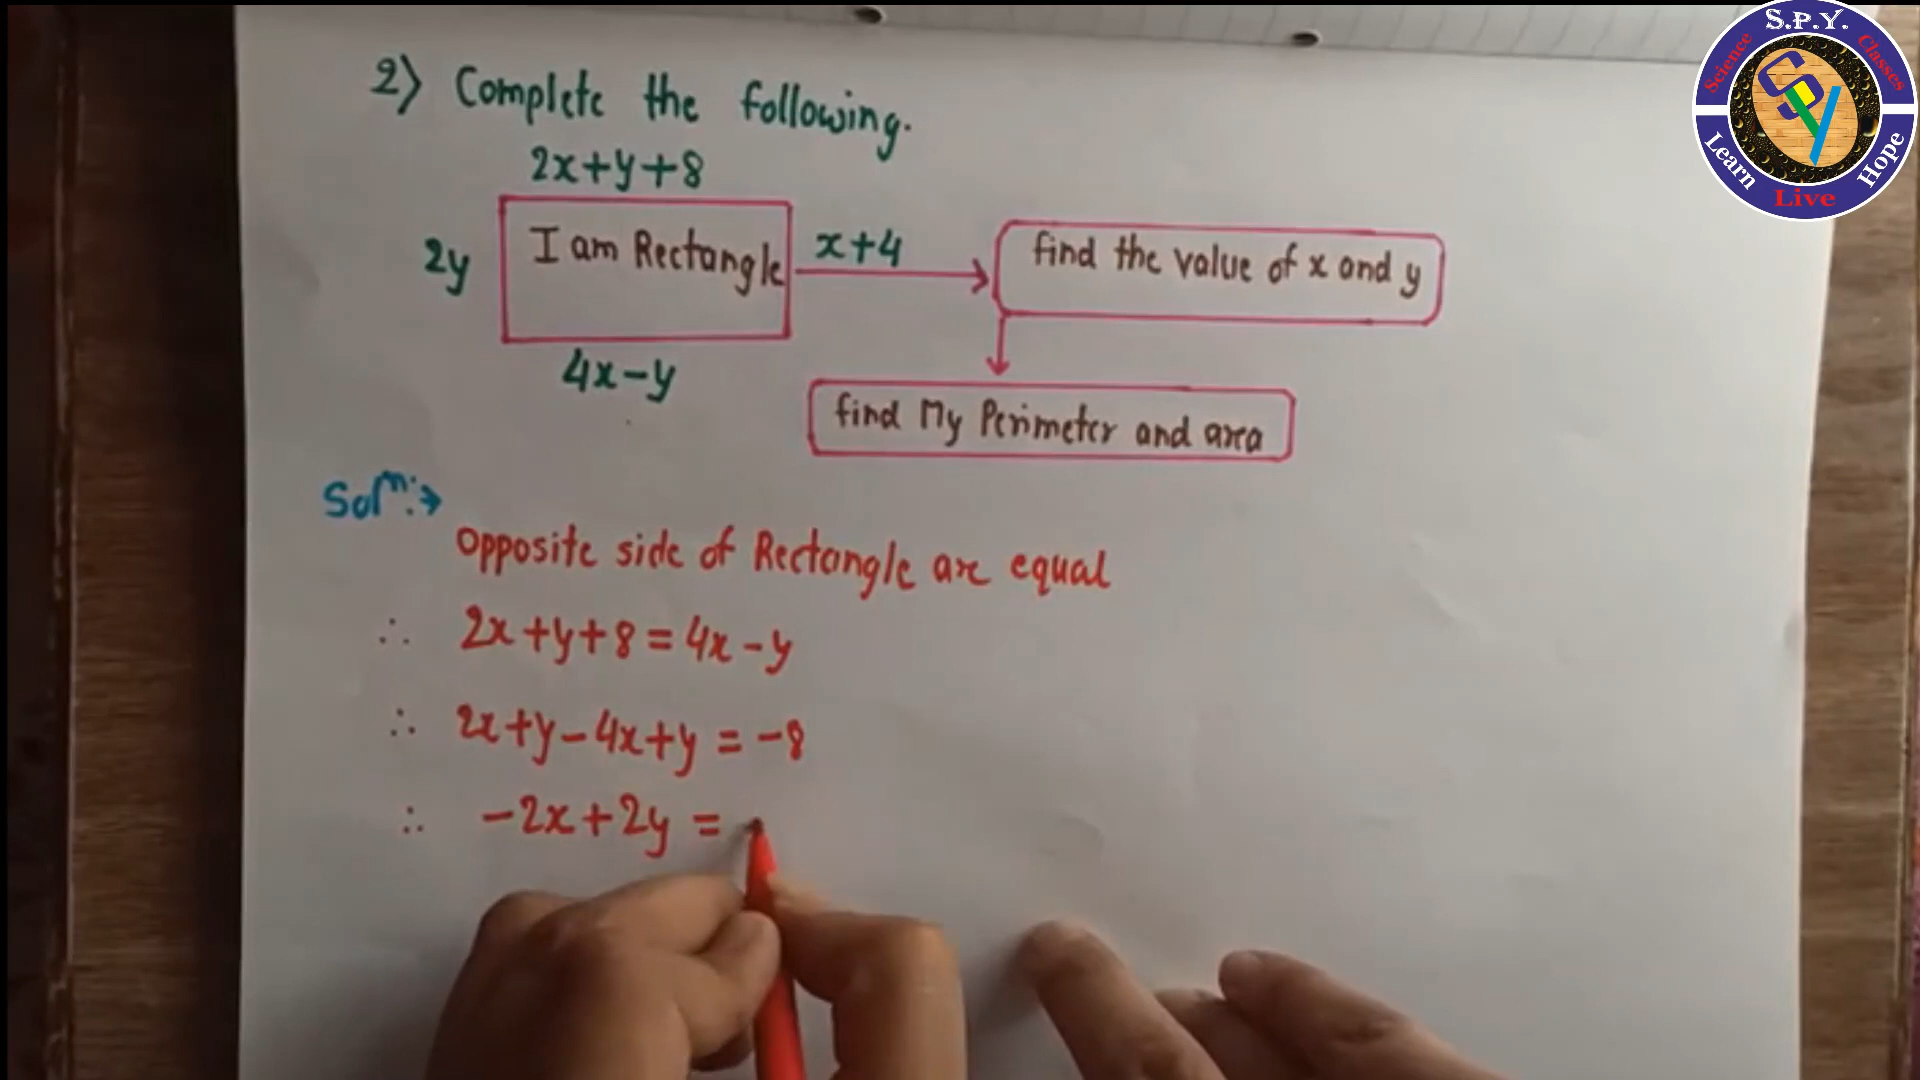 2) Complete the following.
2x+y+8
2y
I am Rectangle
x+4
find the value of x and y
4x-y
find My Perimeter and area
Solⁿ:→
Opposite side of Rectangle are equal
∴ 2x+y+8=4x-y
∴ 2x+y-4x+y = -8
∴ -2x+2y =
S.P.Y.
Science
Classes
SPY
Learn
Live
Hope